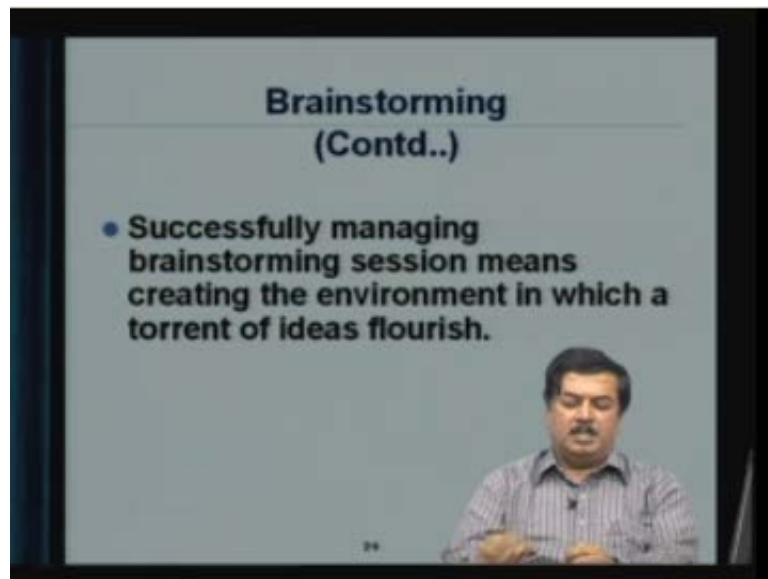 Brainstorming
(Contd..)
• Successfully managing
brainstorming session means
creating the environment in which a
torrent of ideas flourish.